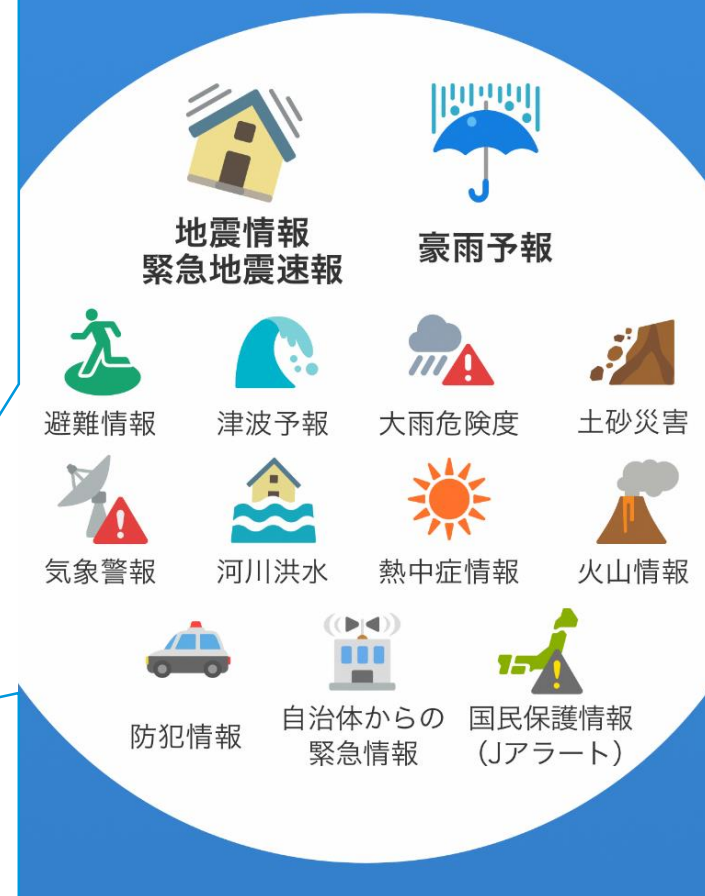 地震情報
緊急地震速報
豪雨予報
避難情報
津波予報
大雨危険度
土砂災害
気象警報
河川洪水
熱中症情報
火山情報
防犯情報
自治体からの
緊急情報
国民保護情報
（Jアラート）